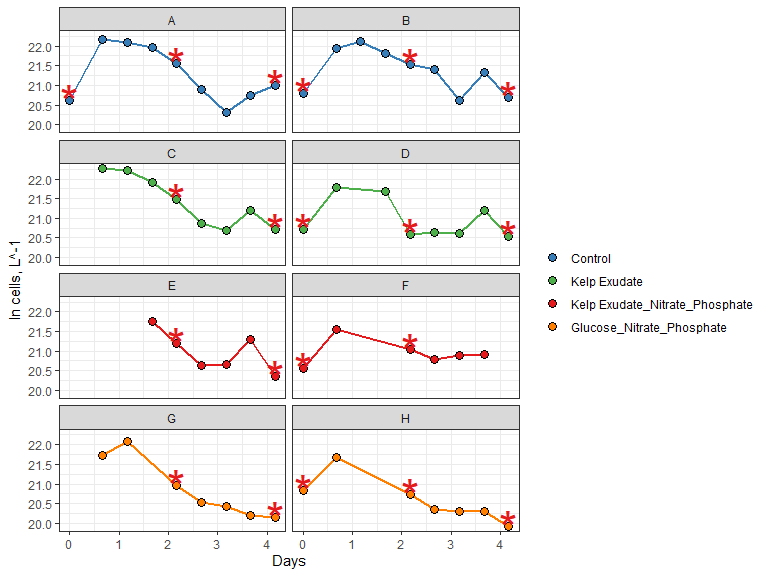 A B
22.0
21.5
21.0
20.5
20.0
C D
22.0
21.5
21.0
20.5
20.0
E F
22.0
21.5
21.0
20.5
20.0
G H
22.0
21.5
21.0
20.5
20.0
0 1 2 3 4 0 1 2 3 4
Days
ln cells, L^-1
Control
Kelp Exudate
Kelp Exudate_Nitrate_Phosphate
Glucose_Nitrate_Phosphate